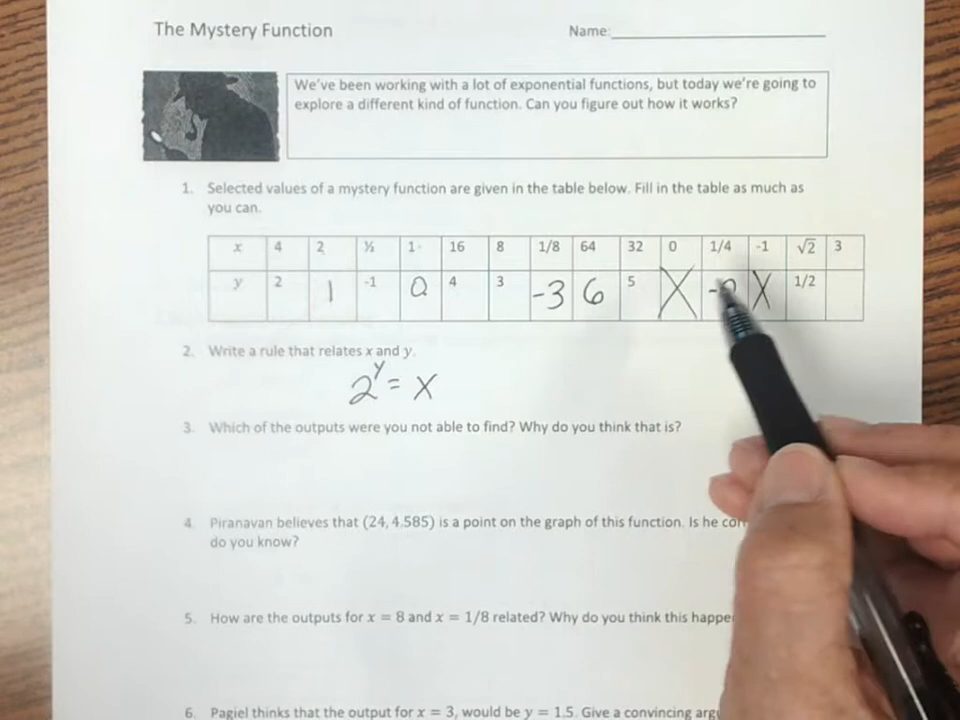 The Mystery Function Name:
We've been working with a lot of exponential functions, but today we're going to
explore a different kind of function. Can you figure out how it works?
1. Selected values of a mystery function are given in the table below. Fill in the table as much as
you can.
x 4 2 ½ 1 16 8 1/8 64 32 0 1/4 -1 √2 3
y 2 1 -1 0 4 3 -3 6 5 X X 1/2
2. Write a rule that relates x and y.
2^y = x
3. Which of the outputs were you not able to find? Why do you think that is?
4. Piranavan believes that (24, 4.585) is a point on the graph of this function. Is he
do you know?
5. How are the outputs for x = 8 and x = 1/8 related? Why do you think this
6. Pagiel thinks that the output for x = 3, would be y = 1.5. Give a convincing